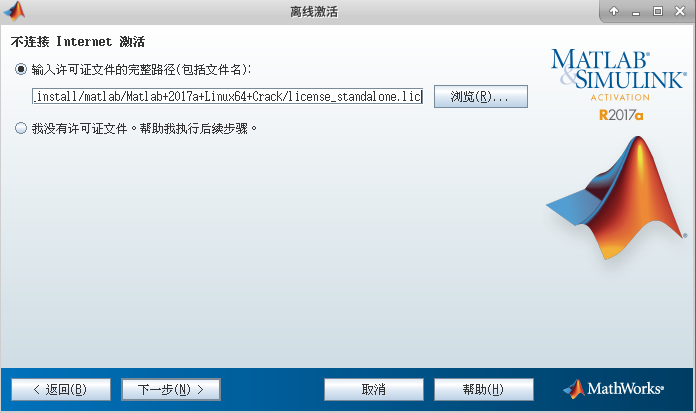 离线激活
不连接 Internet 激活
MATLAB®
&SIMULINK®
ACTIVATION
R2017a
输入许可证文件的完整路径(包括文件名):
_install/matlab/Matlab+2017a+Linux64+Crack/license_standalone.lic
浏览(R)...
我没有许可证文件。帮助我执行后续步骤。
< 返回(B)
下一步(N) >
取消
帮助(H)
MathWorks®